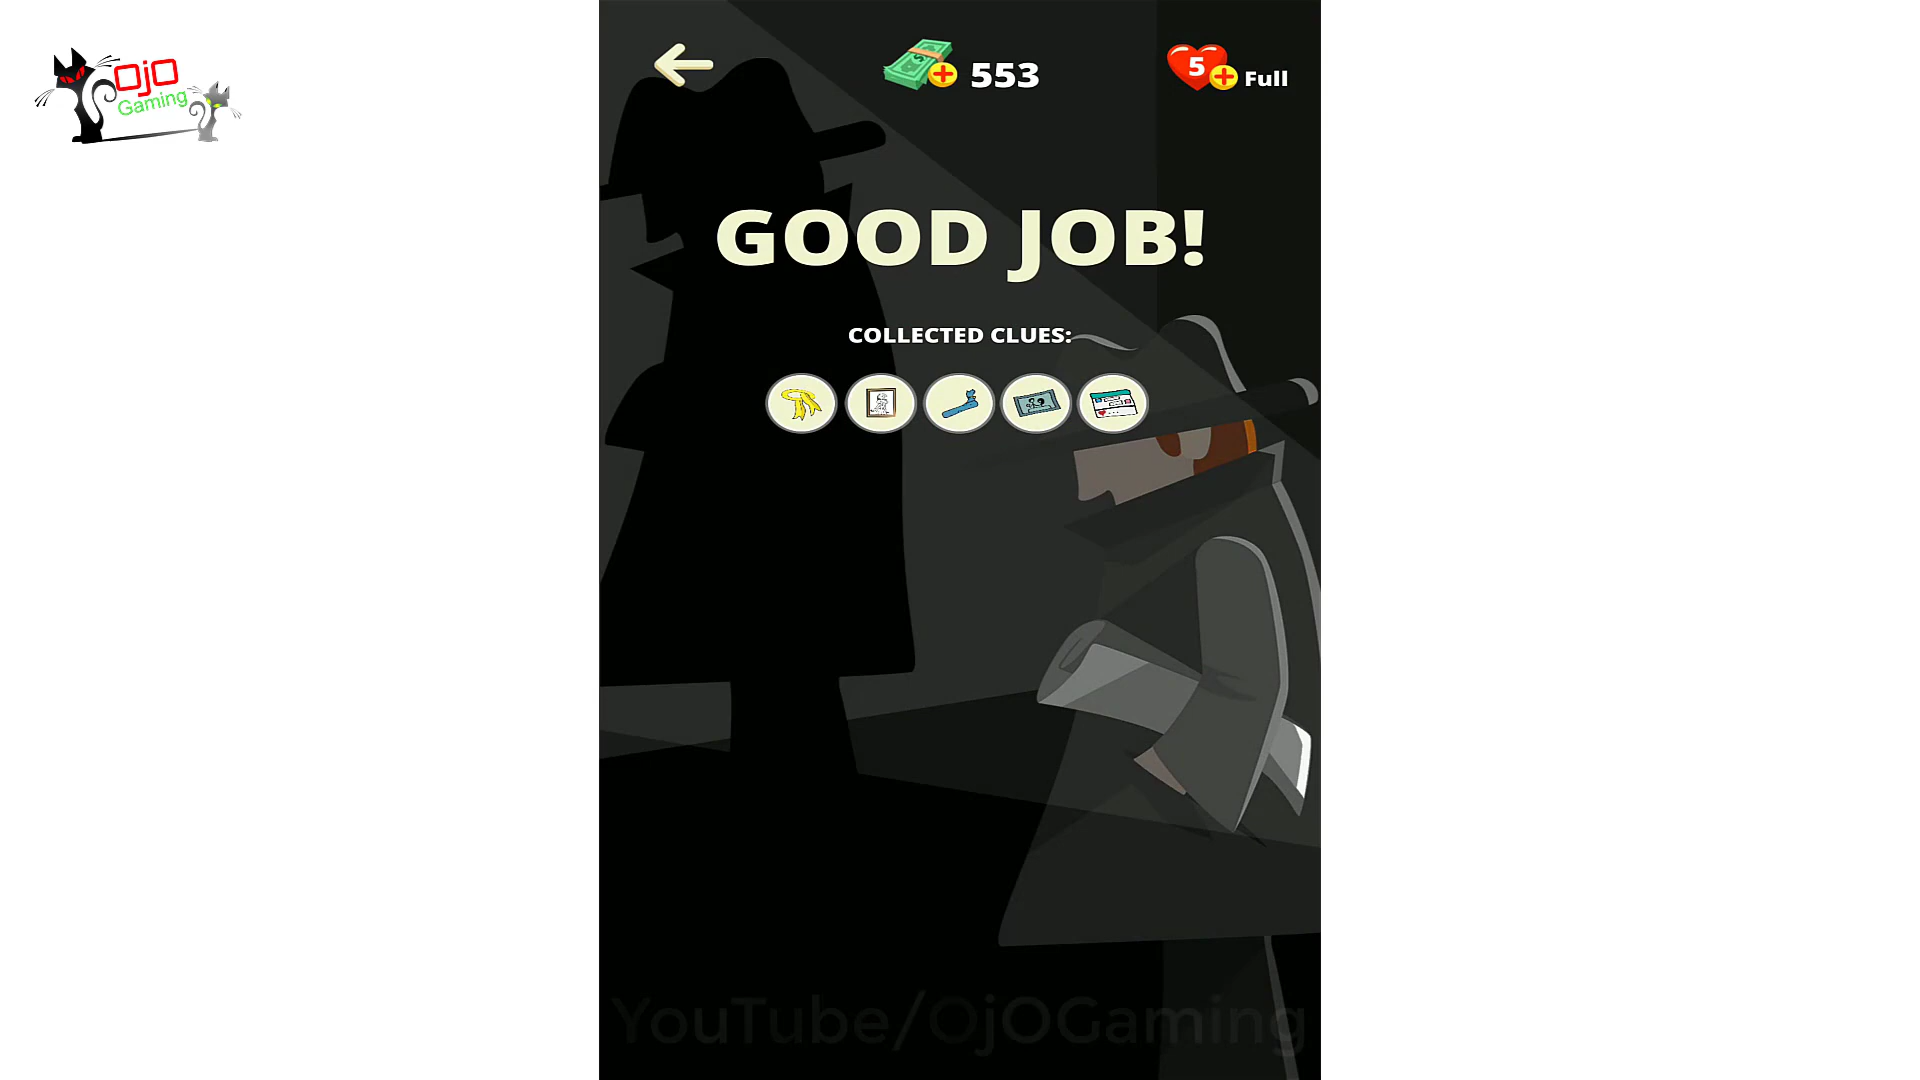 OjO
Gaming
553
5
Full
GOOD JOB!
COLLECTED CLUES:
YouTube/OjOGaming